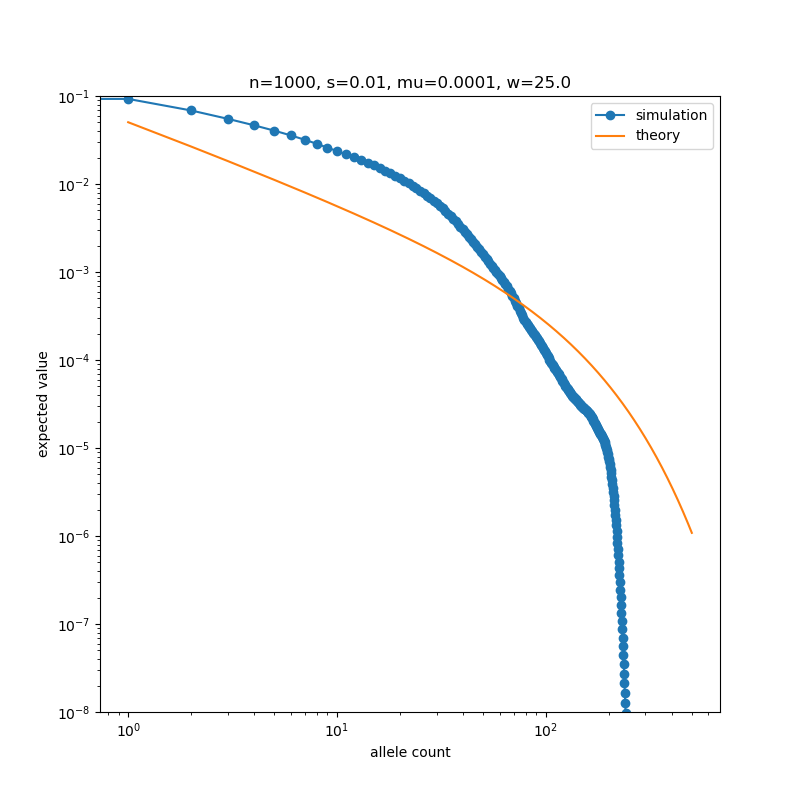 n=1000, s=0.01, mu=0.0001, w=25.0
simulation
theory
10⁻¹
10⁻²
10⁻³
10⁻⁴
10⁻⁵
10⁻⁶
10⁻⁷
10⁻⁸
expected value
10⁰
10¹
10²
allele count